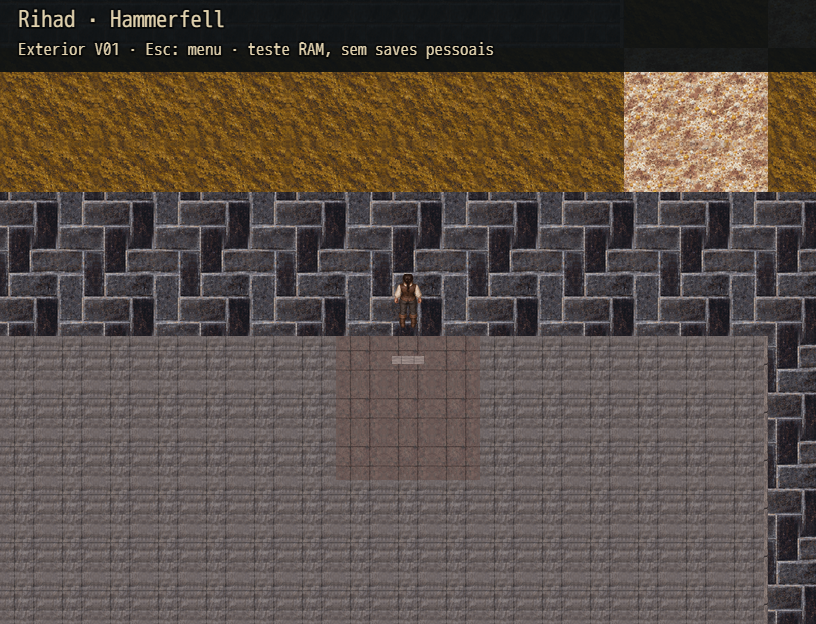 Rihad · Hammerfell
Exterior V01 · Esc: menu · teste RAM, sem saves pessoais